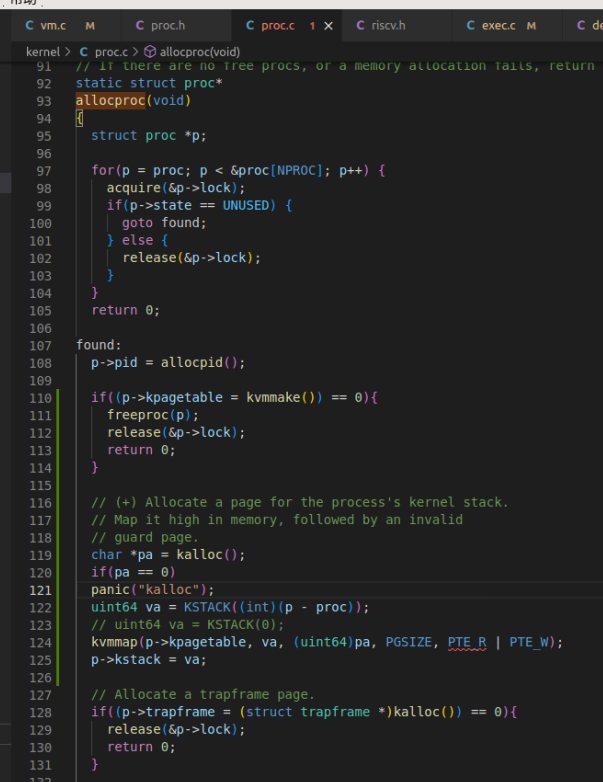 C vm.c M C proc.h C proc.c 1 × C riscv.h C exec.c M C de
kernel > C proc.c > allocproc(void)
91 // If there are no free procs, or a memory allocation fails, return
92 static struct proc*
93 allocproc(void)
94 {
95 struct proc *p;
96
97 for(p = proc; p < &proc[NPROC]; p++) {
98 acquire(&p->lock);
99 if(p->state == UNUSED) {
100 goto found;
101 } else {
102 release(&p->lock);
103 }
104 }
105 return 0;
106
107 found:
108 p->pid = allocpid();
109
110 if((p->kpagetable = kvmmake()) == 0){
111 freeproc(p);
112 release(&p->lock);
113 return 0;
114 }
115
116 // (+) Allocate a page for the process's kernel stack.
117 // Map it high in memory, followed by an invalid
118 // guard page.
119 char *pa = kalloc();
120 if(pa == 0)
121 panic("kalloc");
122 uint64 va = KSTACK((int)(p - proc));
123 // uint64 va = KSTACK(0);
124 kvmmap(p->kpagetable, va, (uint64)pa, PGSIZE, PTE_R | PTE_W);
125 p->kstack = va;
126
127 // Allocate a trapframe page.
128 if((p->trapframe = (struct trapframe *)kalloc()) == 0){
129 release(&p->lock);
130 return 0;
131 }